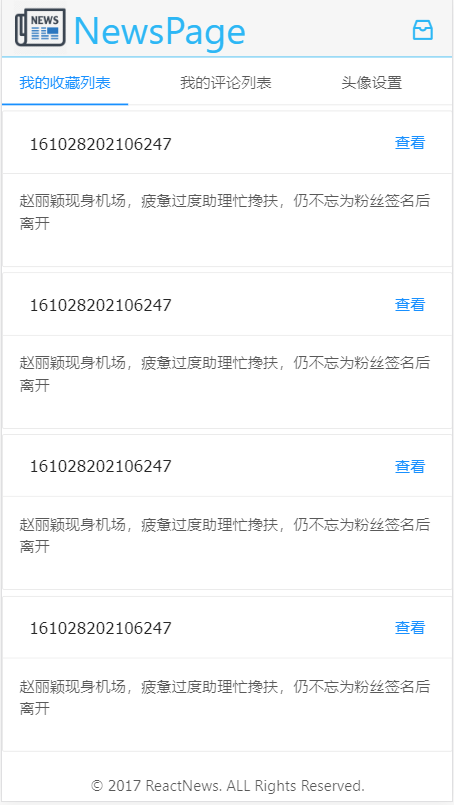 NEWS
NewsPage
我的收藏列表 我的评论列表 头像设置
161028202106247 查看
赵丽颖现身机场，疲惫过度助理忙搀扶，仍不忘为粉丝签名后
离开
161028202106247 查看
赵丽颖现身机场，疲惫过度助理忙搀扶，仍不忘为粉丝签名后
离开
161028202106247 查看
赵丽颖现身机场，疲惫过度助理忙搀扶，仍不忘为粉丝签名后
离开
161028202106247 查看
赵丽颖现身机场，疲惫过度助理忙搀扶，仍不忘为粉丝签名后
离开
© 2017 ReactNews. ALL Rights Reserved.